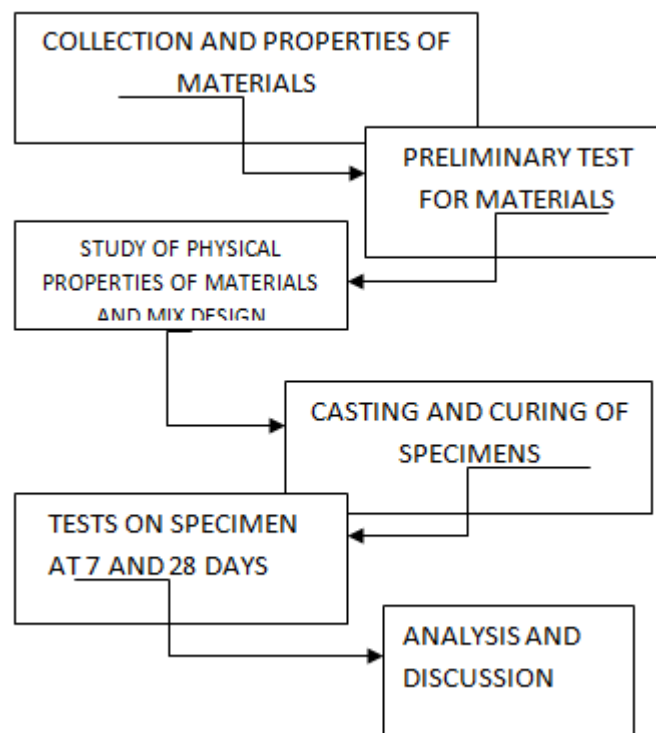 COLLECTION AND PROPERTIES OF
MATERIALS
PRELIMINARY TEST
FOR MATERIALS
STUDY OF PHYSICAL
PROPERTIES OF MATERIALS
AND MIX DESIGN
CASTING AND CURING OF
SPECIMENS
TESTS ON SPECIMEN
AT 7 AND 28 DAYS
ANALYSIS AND
DISCUSSION